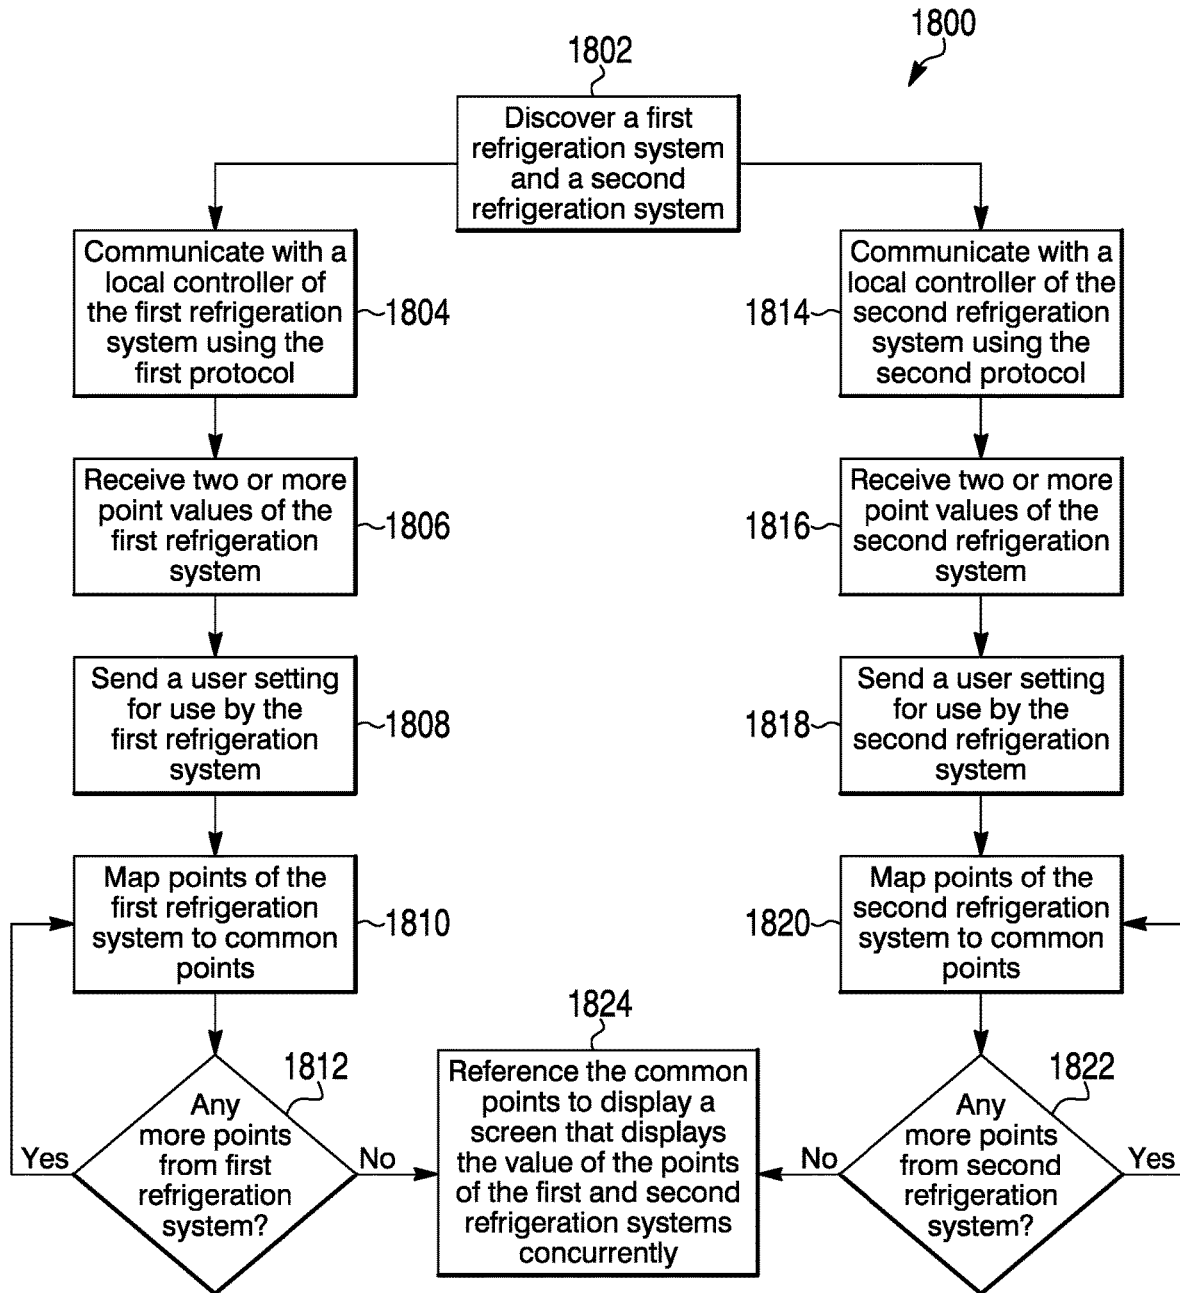 1800
1802
Discover a first
refrigeration system
and a second
refrigeration system
Communicate with a
local controller of
the first refrigeration
system using the
first protocol
1804
1814
Communicate with a
local controller of the
second refrigeration
system using the
second protocol
Receive two or more
point values of the
first refrigeration
system
1806
1816
Receive two or more
point values of the
second refrigeration
system
Send a user setting
for use by the
first refrigeration
system
1808
1818
Send a user setting
for use by the
second refrigeration
system
Map points of the
first refrigeration
system to common
points
1810
1820
Map points of the
second refrigeration
system to common
points
1812
Any
more points
from first
refrigeration
system?
Yes
No
1824
Reference the common
points to display a
screen that displays
the value of the points
of the first and second
refrigeration systems
concurrently
1822
Any
more points
from second
refrigeration
system?
No
Yes